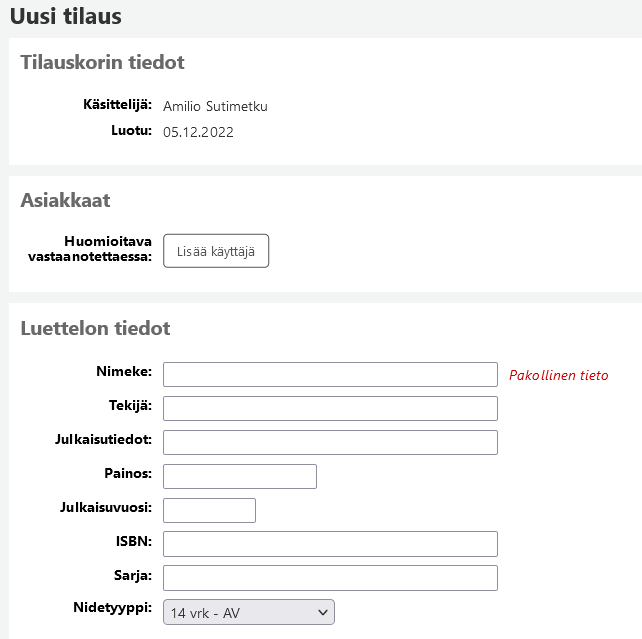 Uusi tilaus
Tilauskorin tiedot
Käsittelijä: Amilio Sutimetku
Luotu: 05.12.2022
Asiakkaat
Huomioitava
vastaanotettaessa: Lisää käyttäjä
Luettelon tiedot
Nimeke: Pakollinen tieto
Tekijä:
Julkaisutiedot:
Painos:
Julkaisuvuosi:
ISBN:
Sarja:
Nidetyyppi: 14 vrk - AV